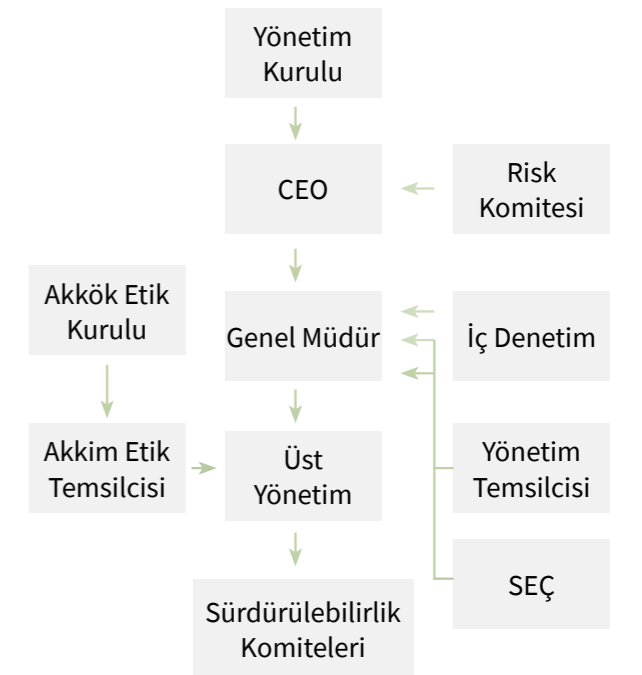 Yönetim
Kurulu
CEO
Risk
Komitesi
Akkök Etik
Kurulu
Genel Müdür
İç Denetim
Akkim Etik
Temsilcisi
Üst
Yönetim
Yönetim
Temsilcisi
SEÇ
Sürdürülebilirlik
Komiteleri